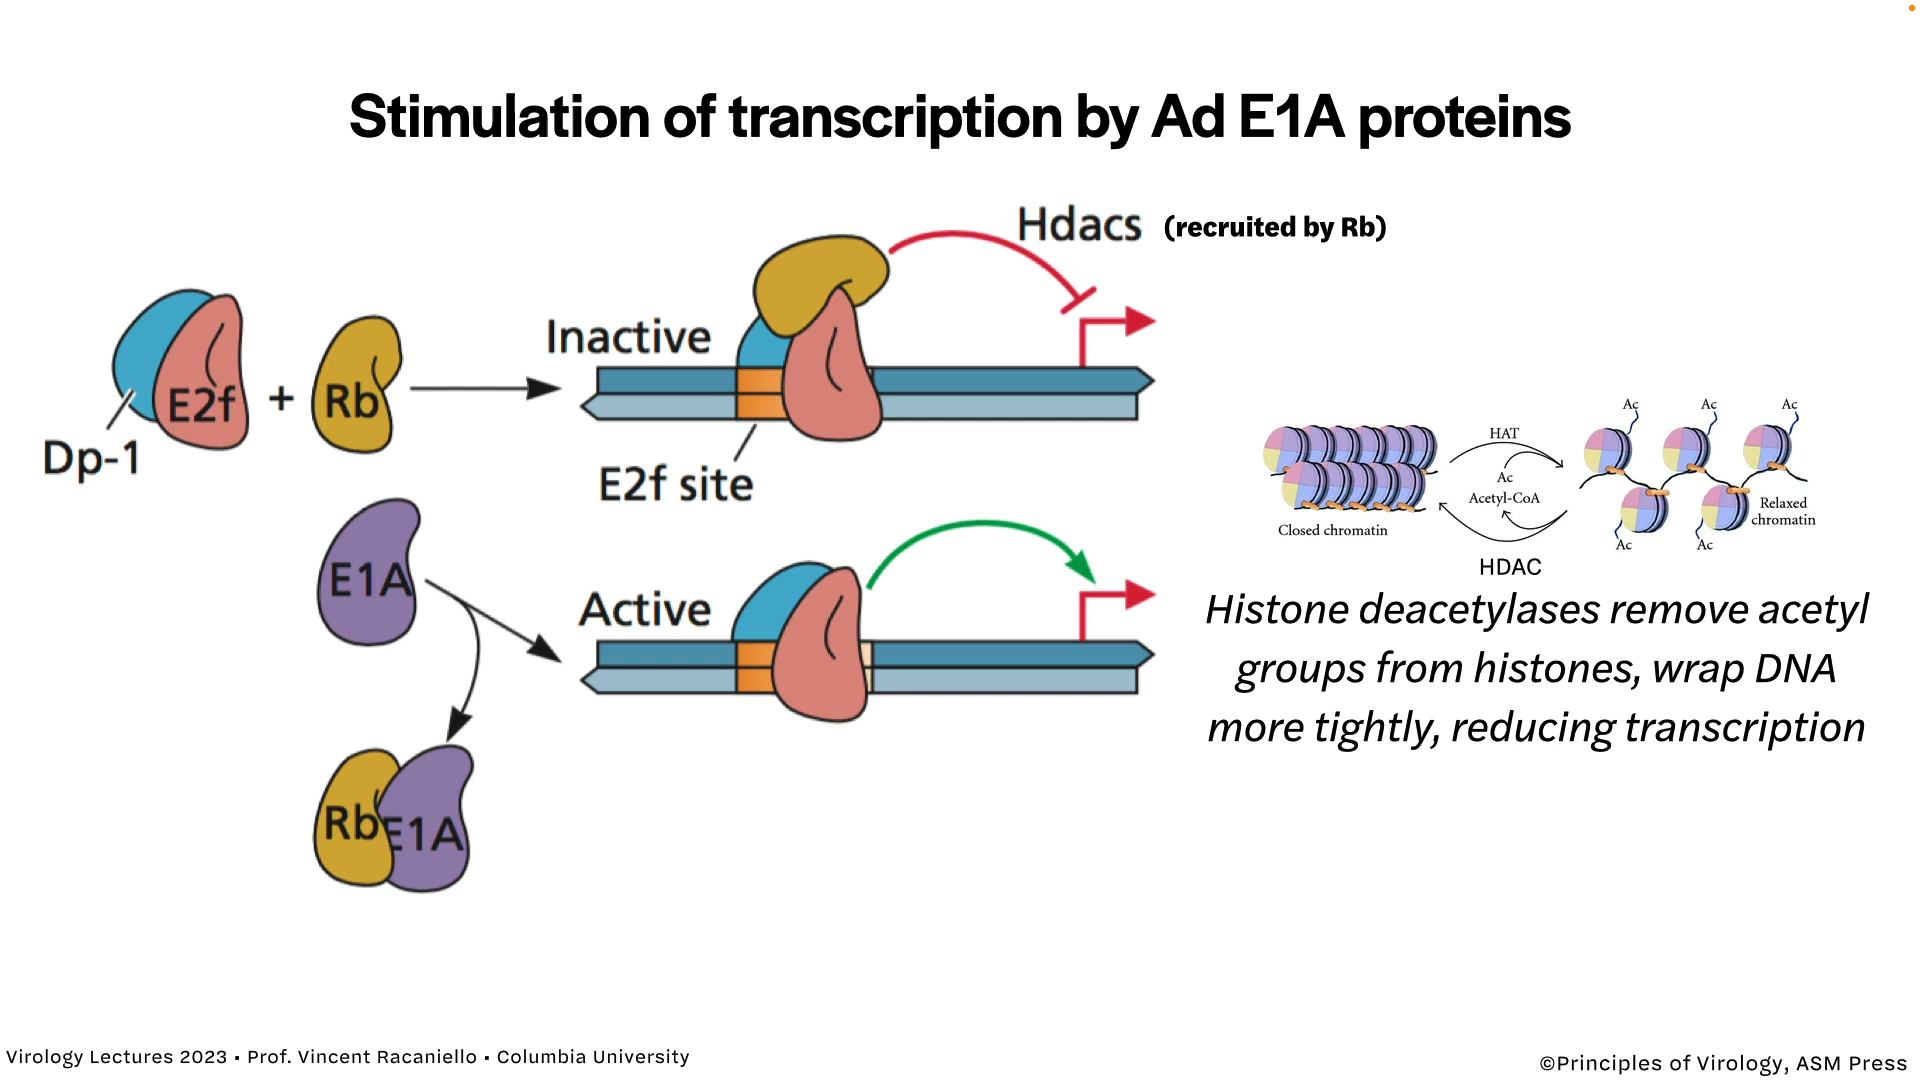 Stimulation of transcription by Ad E1A proteins
Hdacs (recruited by Rb)
Inactive
E2f + Rb
Dp-1
E2f site
E1A
Active
Rb E1A
Ac Ac Ac
HAT
Ac
Acetyl-CoA
Closed chromatin
Relaxed
chromatin
Ac Ac
HDAC
Histone deacetylases remove acetyl
groups from histones, wrap DNA
more tightly, reducing transcription
Virology Lectures 2023 • Prof. Vincent Racaniello • Columbia University
©Principles of Virology, ASM Press